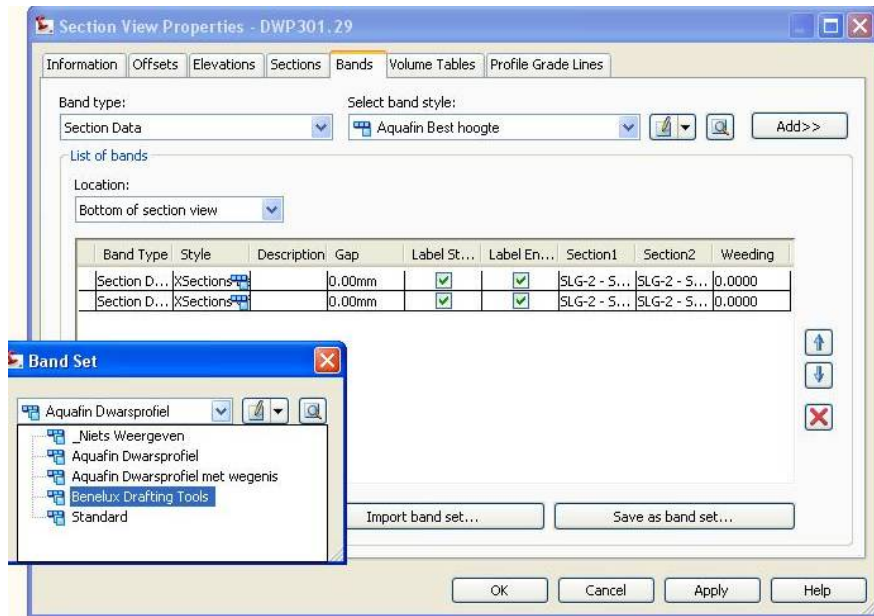 Section View Properties - DWP301.29
Information Offsets Elevations Sections Bands Volume Tables Profile Grade Lines
Band type: Select band style:
Section Data Aquafin Best hoogte Add>>
List of bands
Location:
Bottom of section view
Band Type Style Description Gap Label St... Label En... Section1 Section2 Weeding
Section D... XSections 0.00mm SLG-2 - S... SLG-2 - S... 0.0000
Section D... XSections 0.00mm SLG-2 - S... SLG-2 - S... 0.0000
Band Set
Aquafin Dwarsprofiel
_Niets Weergeven
Aquafin Dwarsprofiel
Aquafin Dwarsprofiel met wegenis
Benelux Drafting Tools
Standard
Import band set... Save as band set...
OK Cancel Apply Help